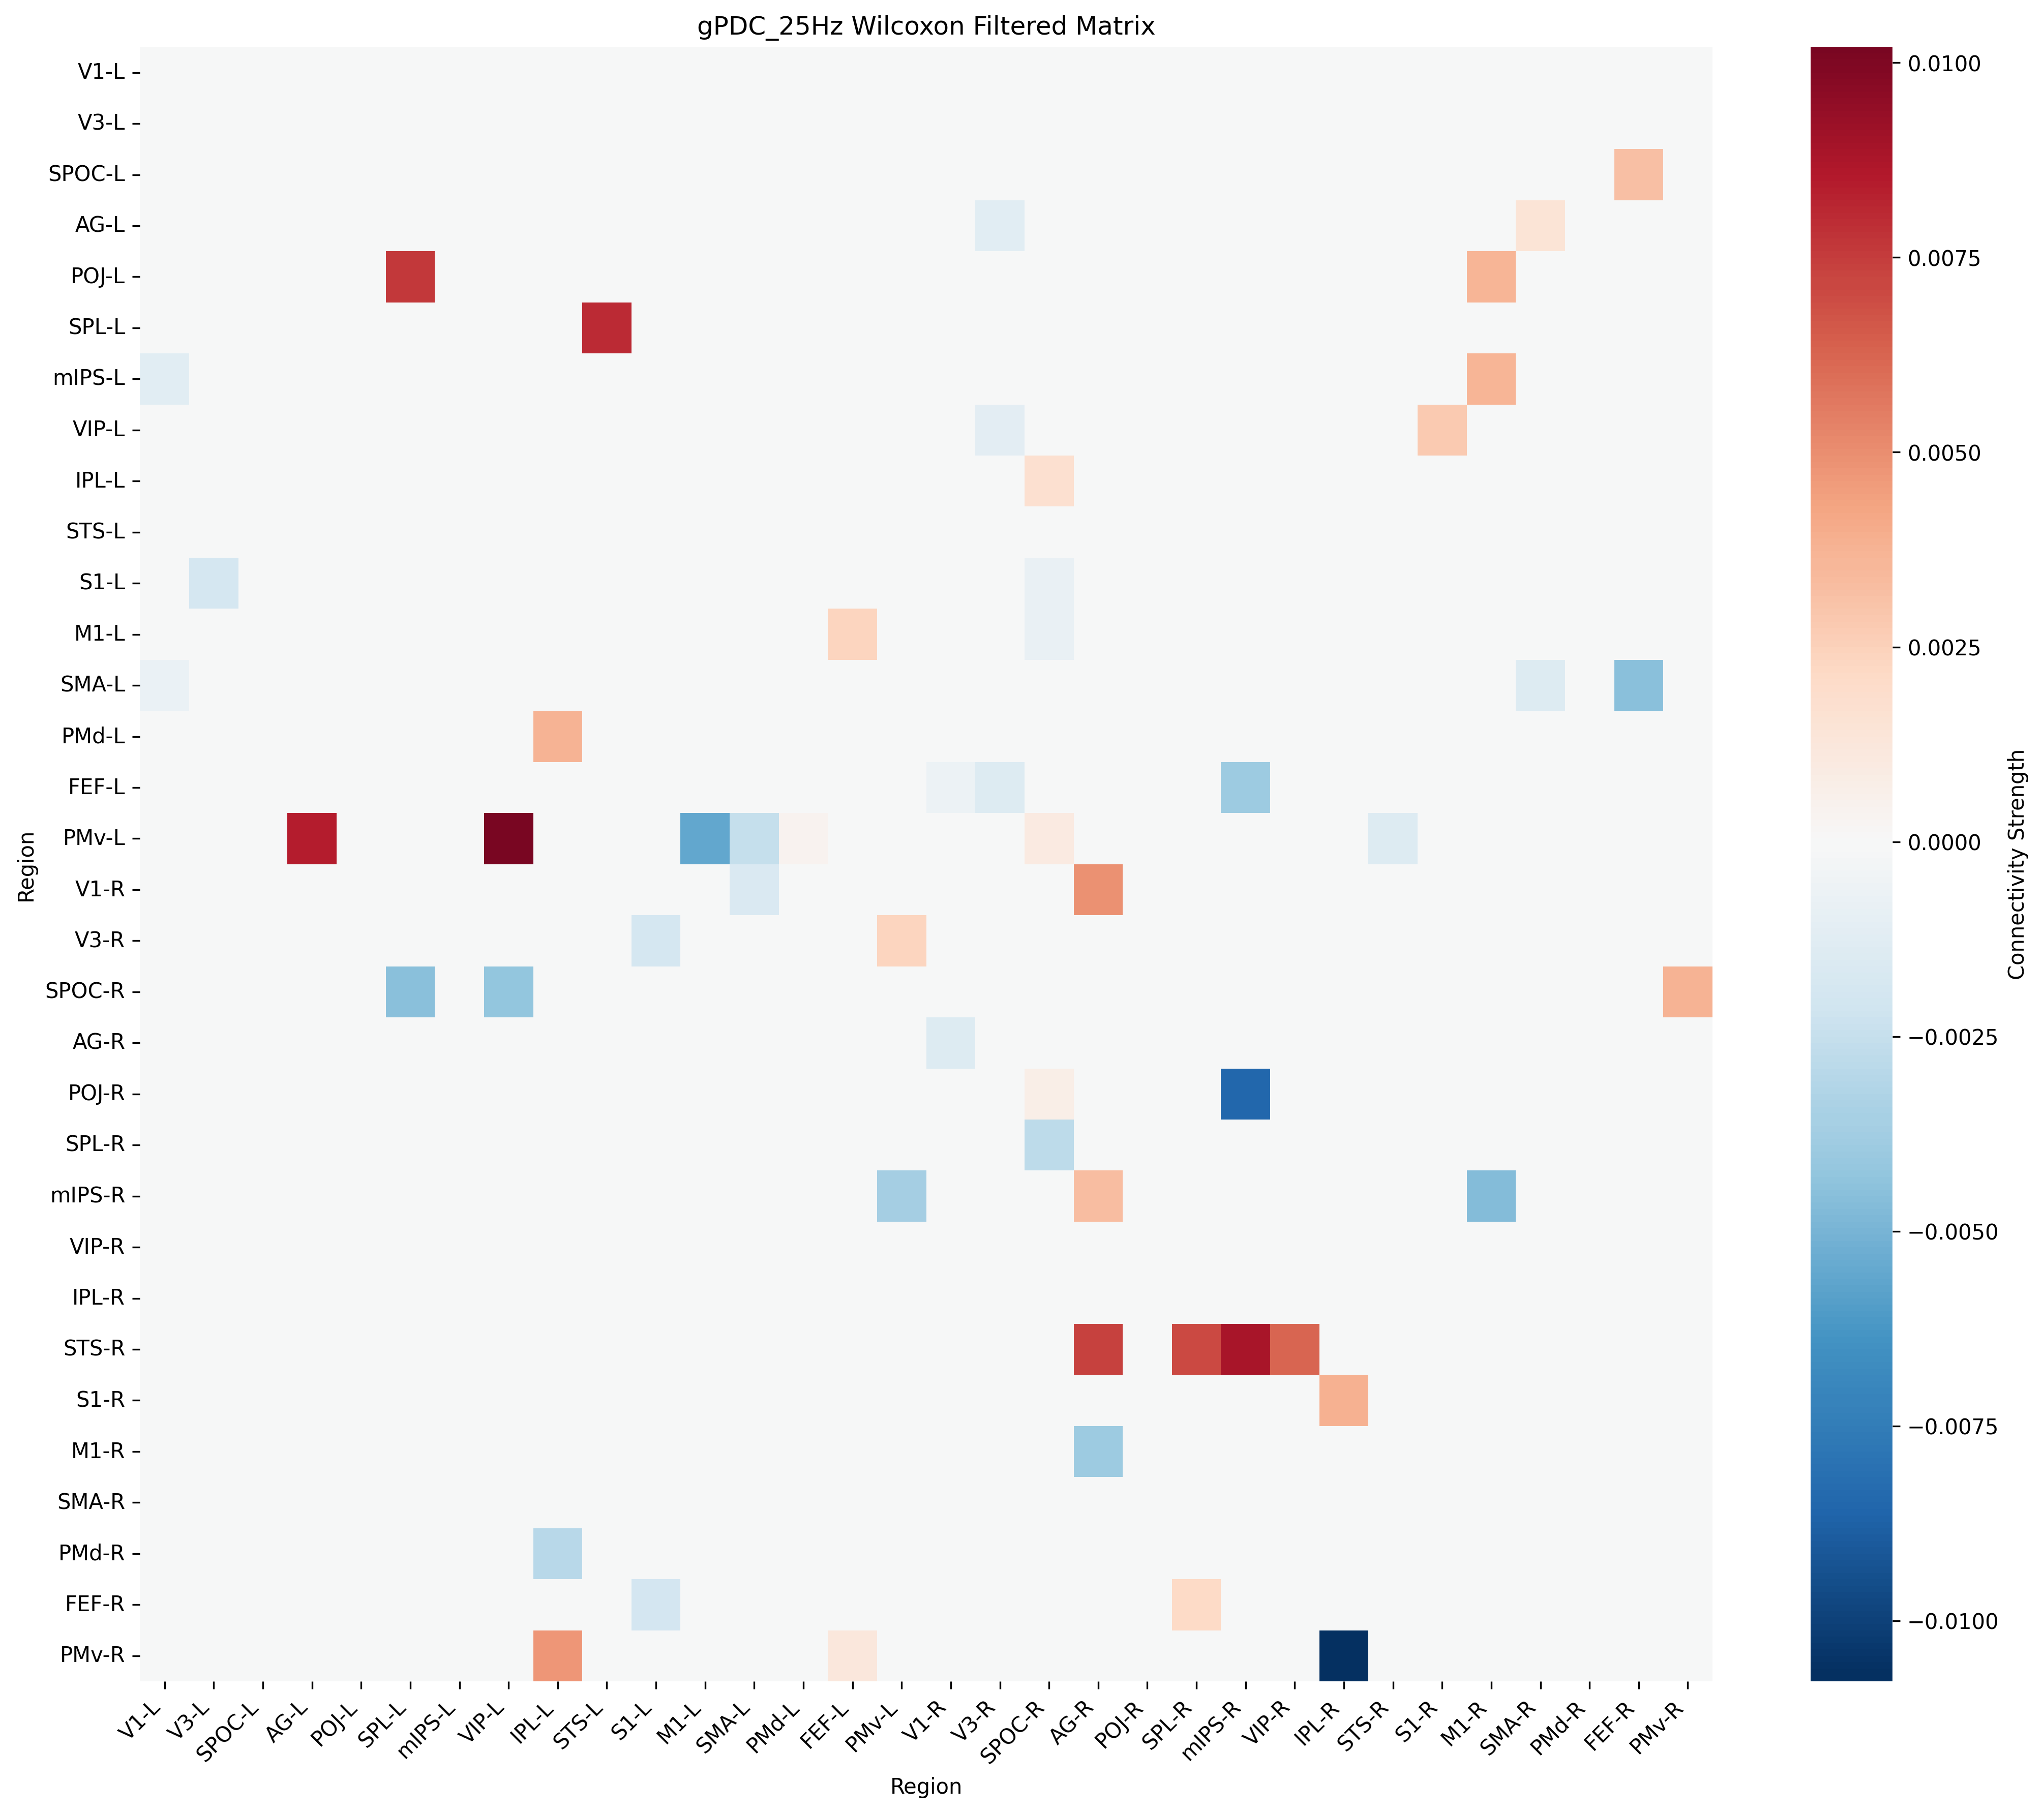 gPDC_25Hz Wilcoxon Filtered Matrix
V1-L
V3-L
SPOC-L
AG-L
POJ-L
SPL-L
mIPS-L
VIP-L
IPL-L
STS-L
S1-L
M1-L
SMA-L
PMd-L
FEF-L
PMv-L
V1-R
V3-R
SPOC-R
AG-R
POJ-R
SPL-R
mIPS-R
VIP-R
IPL-R
STS-R
S1-R
M1-R
SMA-R
PMd-R
FEF-R
PMv-R
Region
V1-L
V3-L
SPOC-L
AG-L
POJ-L
SPL-L
mIPS-L
VIP-L
IPL-L
STS-L
S1-L
M1-L
SMA-L
PMd-L
FEF-L
PMv-L
V1-R
V3-R
SPOC-R
AG-R
POJ-R
SPL-R
mIPS-R
VIP-R
IPL-R
STS-R
S1-R
M1-R
SMA-R
PMd-R
FEF-R
PMv-R
Region
0.0100
0.0075
0.0050
0.0025
0.0000
−0.0025
−0.0050
−0.0075
−0.0100
Connectivity Strength